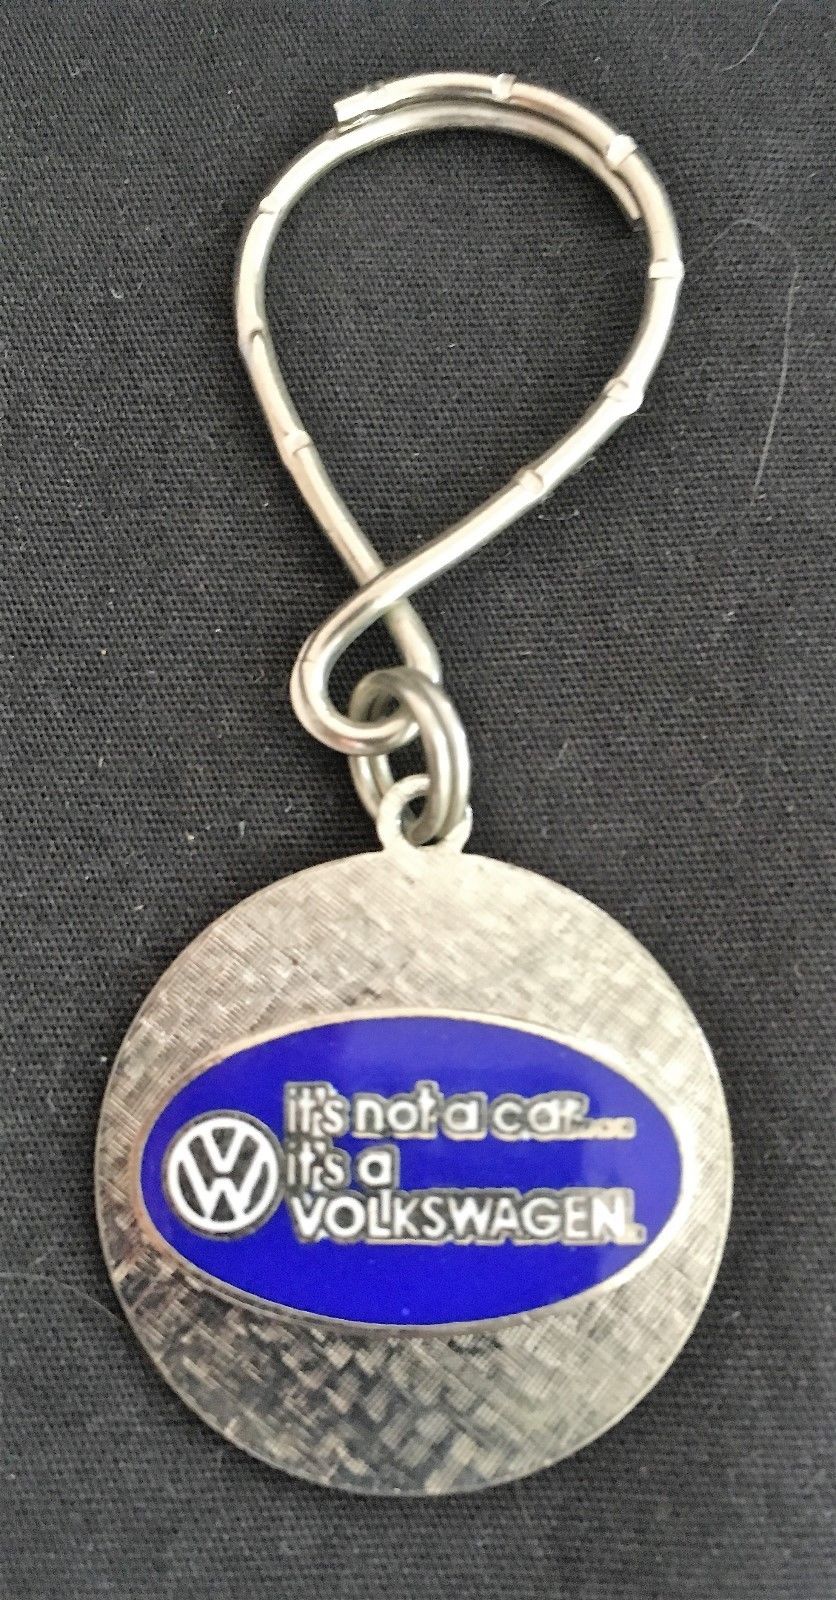 it's not a car....
it's a
VOLKSWAGEN.